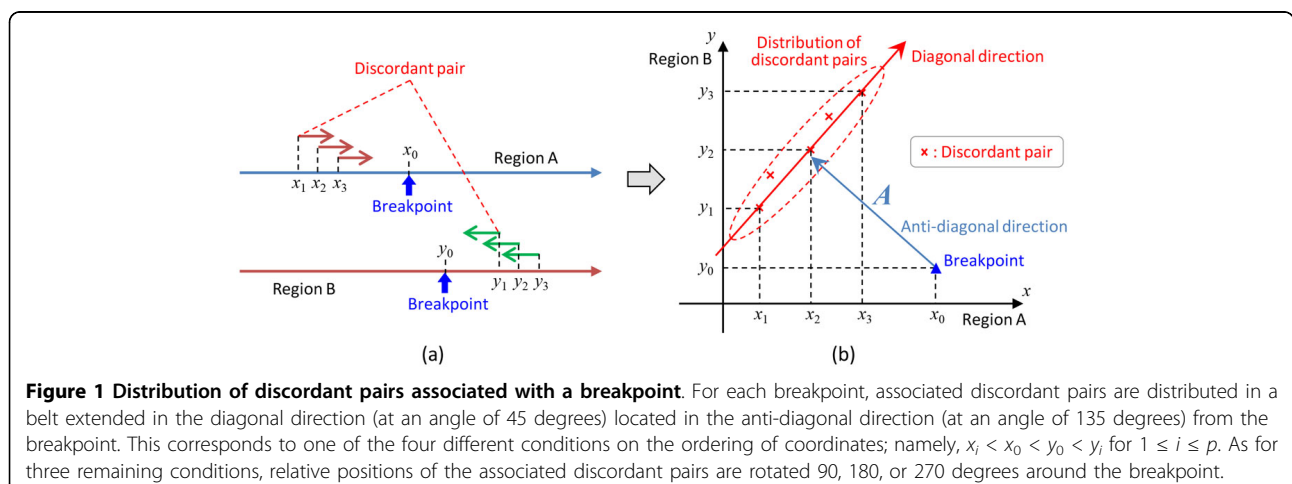 Discordant pair
x0
Region A
x1 x2 x3
Breakpoint
y0
Region B
y1 y2 y3
Breakpoint
(a)
y
Region B
Distribution of
discordant pairs
Diagonal direction
y3
× : Discordant pair
y2
A
y1
Anti-diagonal direction
y0
Breakpoint
x
x1 x2 x3 x0
Region A
(b)
Figure 1 Distribution of discordant pairs associated with a breakpoint. For each breakpoint, associated discordant pairs are distributed in a
belt extended in the diagonal direction (at an angle of 45 degrees) located in the anti-diagonal direction (at an angle of 135 degrees) from the
breakpoint. This corresponds to one of the four different conditions on the ordering of coordinates; namely, xi < x0 < y0 < yi for 1 ≤ i ≤ p. As for
three remaining conditions, relative positions of the associated discordant pairs are rotated 90, 180, or 270 degrees around the breakpoint.